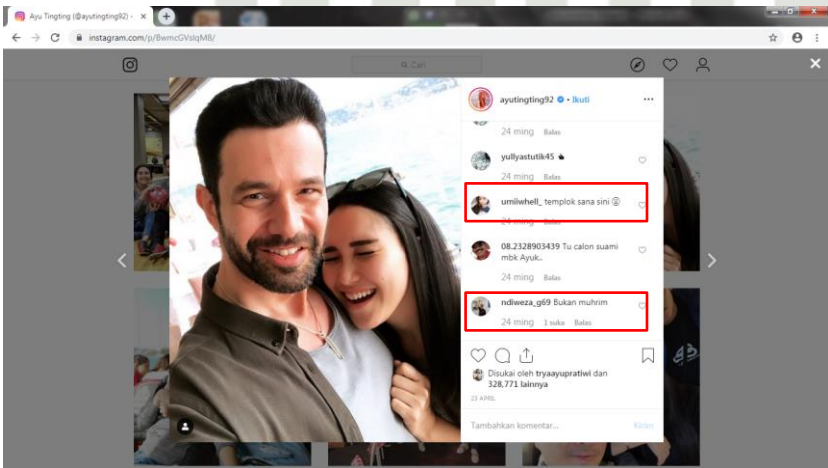 Ayu Tingting (@ayutingting92) -
instagram.com/p/BwmcGVslqM8/
Cari
ayutingting92 • Ikuti
24 ming Balas
yullyastutik45
24 ming Balas
umiiwhell_ templok sana sini
24 ming Balas
08.2328903439 Tu calon suami
mbk Ayuk..
24 ming Balas
ndiweza_g69 Bukan muhrim
24 ming 1 suka Balas
Disukai oleh tryaayupratiwi dan
328,771 lainnya
23 APRIL
Tambahkan komentar... Kirim